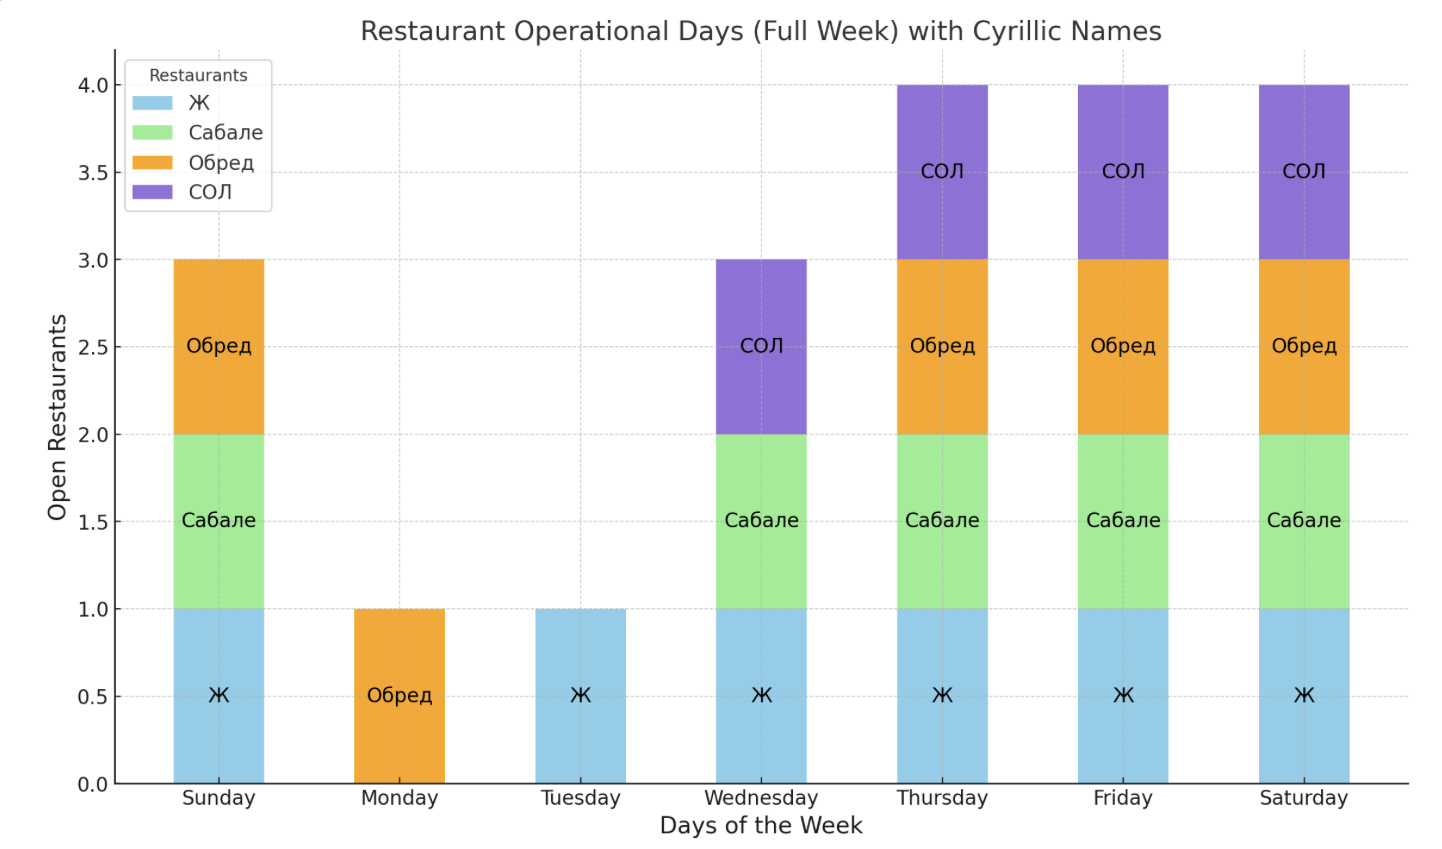 Restaurant Operational Days (Full Week) with Cyrillic Names
Restaurants
Ж
Сабале
Обред
СОЛ
Open Restaurants
4.0
3.5
3.0
2.5
2.0
1.5
1.0
0.5
0.0
СОЛ СОЛ СОЛ
Обред СОЛ Обред Обред Обред
Сабале Сабале Сабале Сабале Сабале
Ж Обред Ж Ж Ж Ж Ж
Sunday Monday Tuesday Wednesday Thursday Friday Saturday
Days of the Week